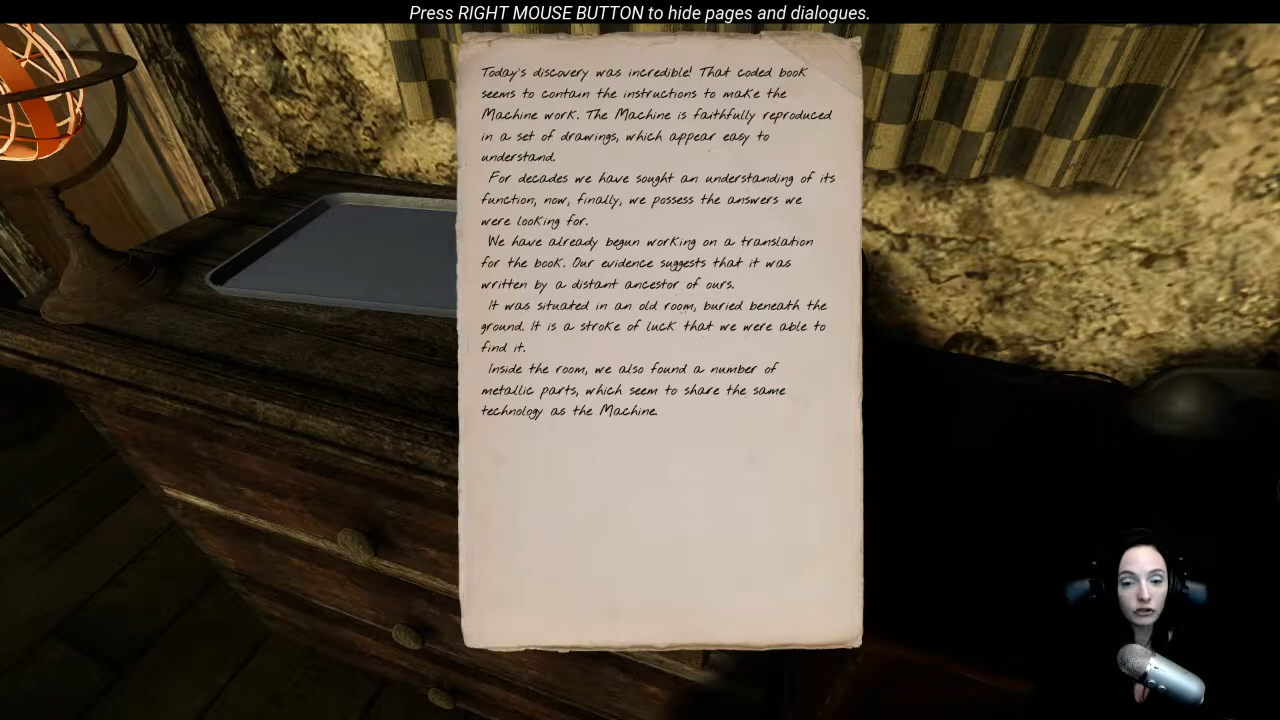 Press RIGHT MOUSE BUTTON to hide pages and dialogues.
Today's discovery was incredible! That coded book
seems to contain the instructions to make the
Machine work. The Machine is faithfully reproduced
in a set of drawings, which appear easy to
understand.
For decades we have sought an understanding of its
function, now, finally, we possess the answers we
were looking for.
We have already begun working on a translation
for the book. Our evidence suggests that it was
written by a distant ancestor of ours.
It was situated in an old room, buried beneath the
ground. It is a stroke of luck that we were able to
find it.
Inside the room, we also found a number of
metallic parts, which seem to share the same
technology as the Machine.